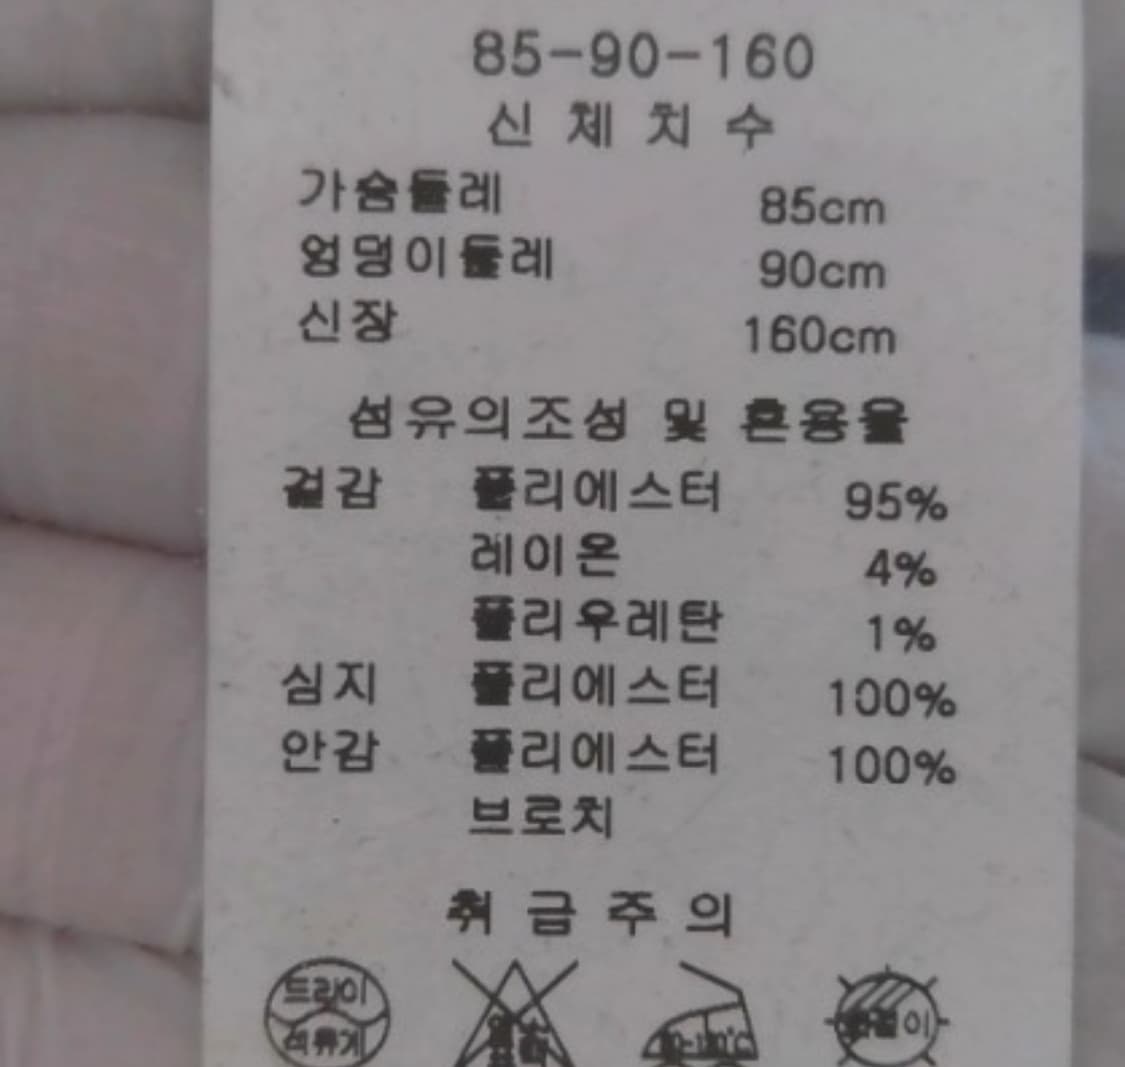 85-90-160
신체치수
가슴둘레 85cm
엉덩이둘레 90cm
신장 160cm
섬유의조성 및 혼용율
겉감 폴리에스터 95%
레이온 4%
폴리우레탄 1%
심지 폴리에스터 100%
안감 폴리에스터 100%
브로치
취급주의
드라이
석유계